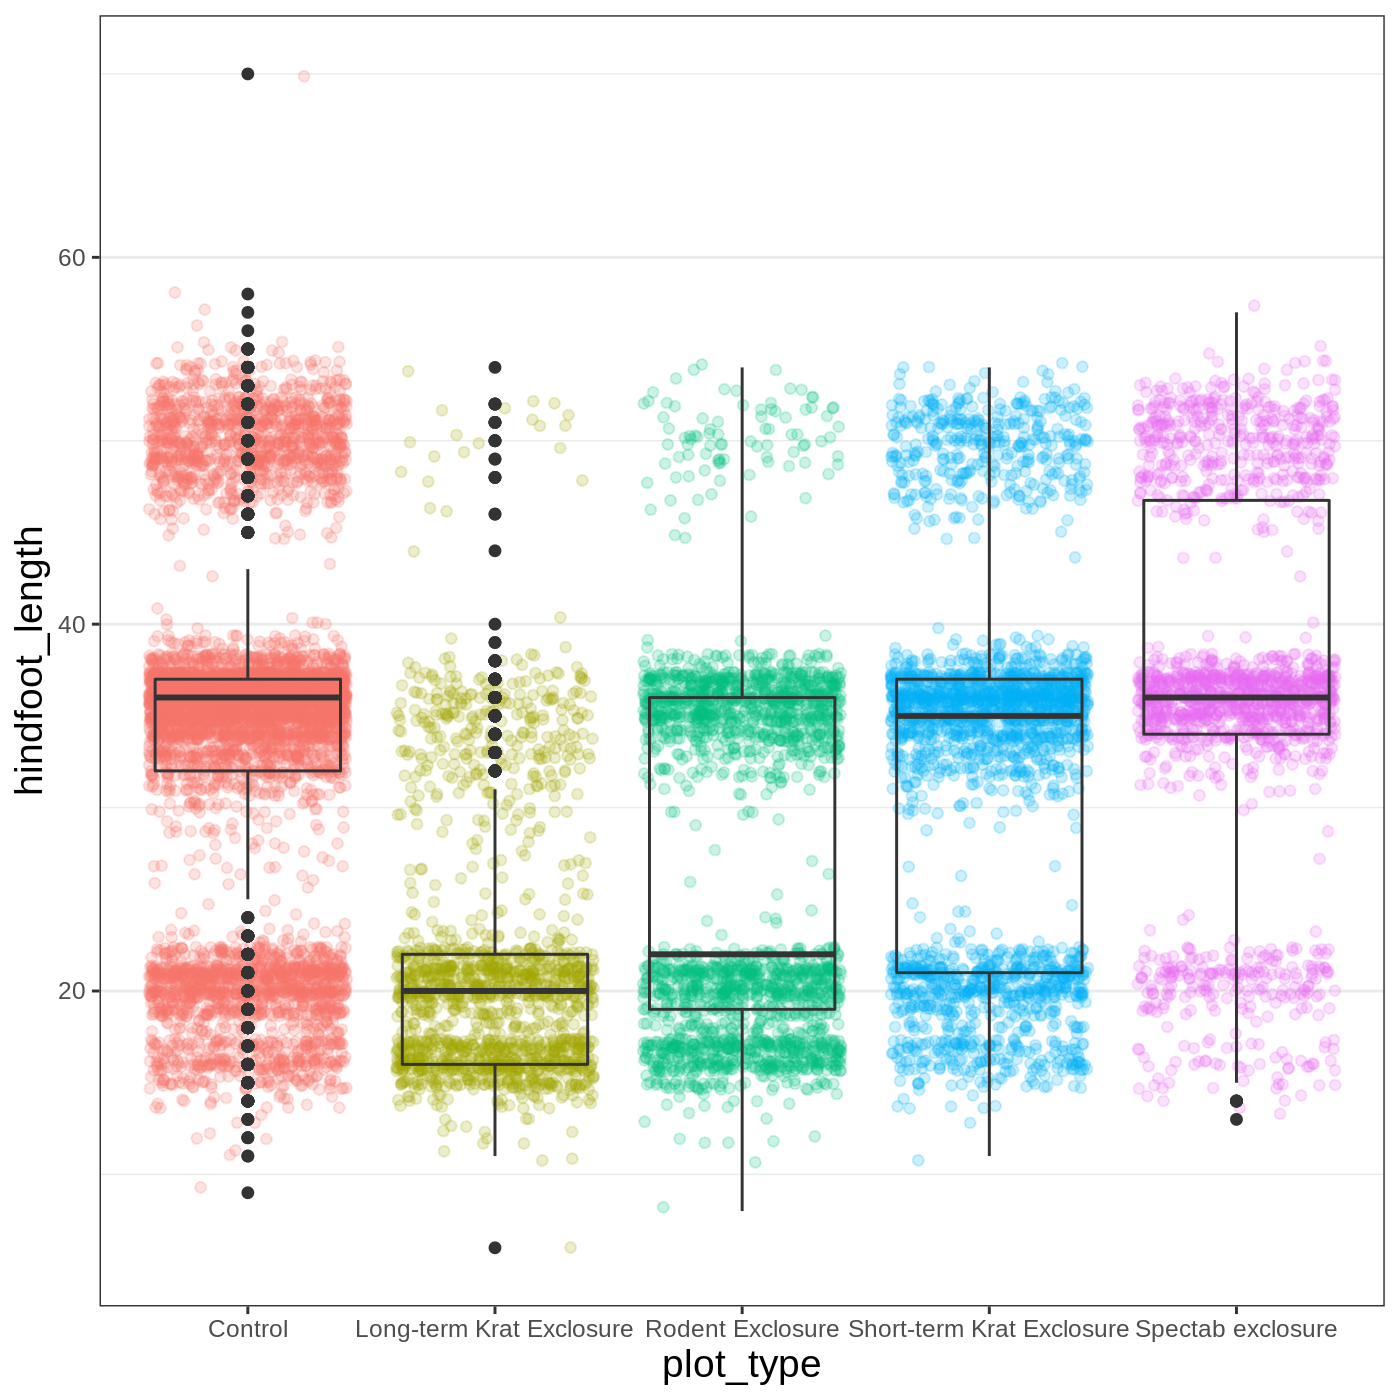 hindfoot_length
60
40
20
Control
Long-term Krat Exclosure
Rodent Exclosure
Short-term Krat Exclosure
Spectab exclosure
plot_type